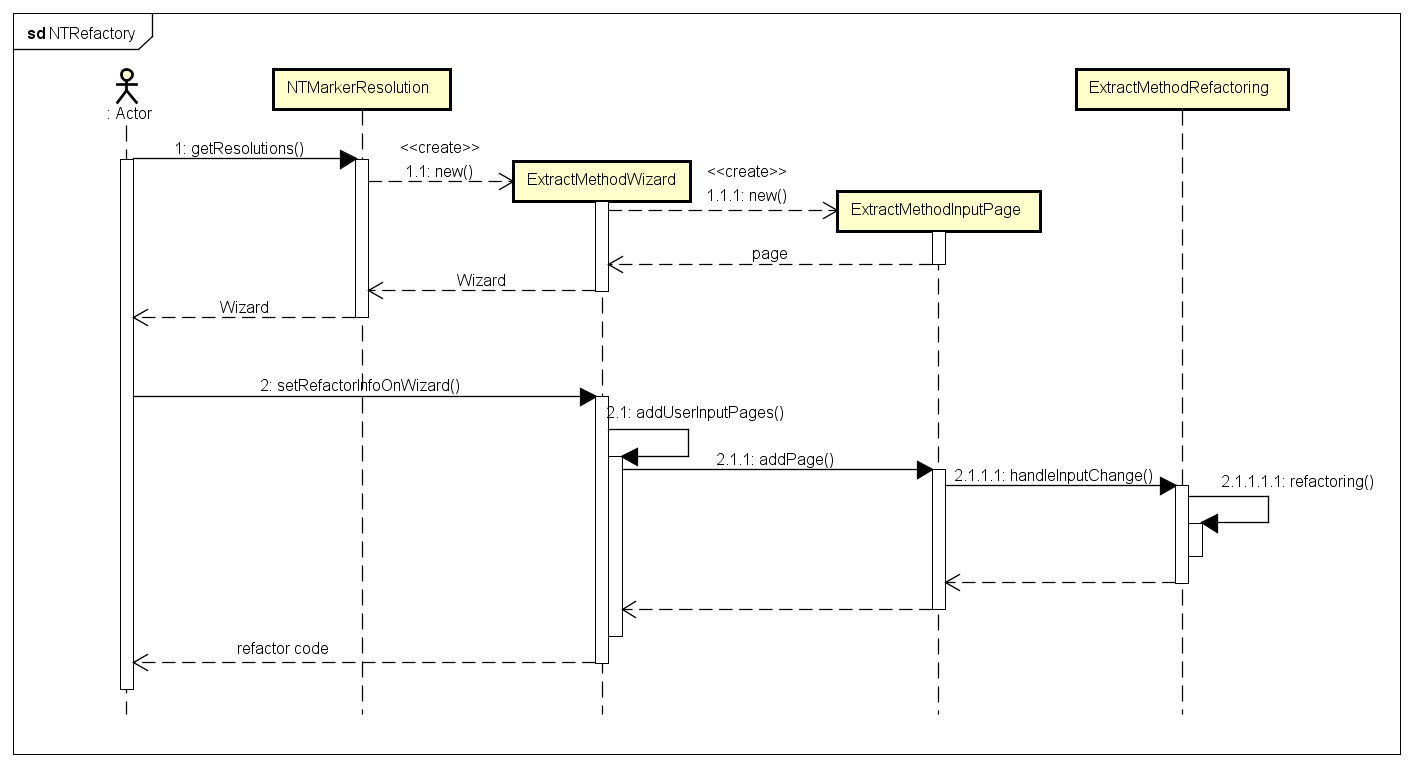 sd NTRefactory
: Actor
NTMarkerResolution
ExtractMethodRefactoring
1: getResolutions()
<<create>>
1.1: new()
ExtractMethodWizard
<<create>>
1.1.1: new()
ExtractMethodInputPage
page
Wizard
Wizard
2: setRefactorInfoOnWizard()
2.1: addUserInputPages()
2.1.1: addPage()
2.1.1.1: handleInputChange()
2.1.1.1.1: refactoring()
refactor code